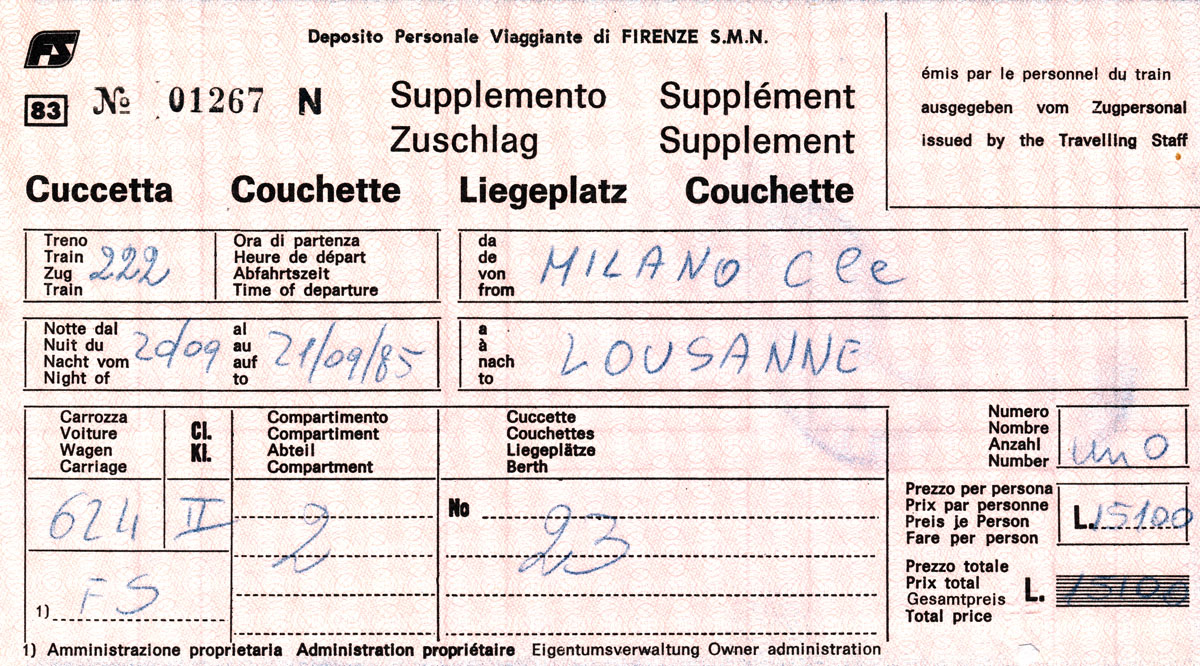 FS
Deposito Personale Viaggiante di FIRENZE S.M.N.
83 № 01267 N
Supplemento Supplément
Zuschlag Supplement
émis par le personnel du train
ausgegeben vom Zugpersonal
issued by the Travelling Staff
Cuccetta Couchette Liegeplatz Couchette
Treno
Train
Zug
Train
222
Ora di partenza
Heure de départ
Abfahrtszeit
Time of departure
da
de
von
from
MILANO Cle
Notte dal
Nuit du
Nacht vom
Night of
20/09
al
au
auf
to
21/09/85
a
à
nach
to
LOUSANNE
Carrozza
Voiture
Wagen
Carriage
Cl.
Kl.
Compartimento
Compartiment
Abteil
Compartment
Cuccette
Couchettes
Liegeplätze
Berth
Numero
Nombre
Anzahl
Number
uno
624 II 2 No 23
Prezzo per persona
Prix par personne
Preis je Person
Fare per person
L. 15100
1) FS
Prezzo totale
Prix total
Gesamtpreis
Total price
L. 15100
1) Amministrazione proprietaria Administration propriétaire Eigentumsverwaltung Owner administration